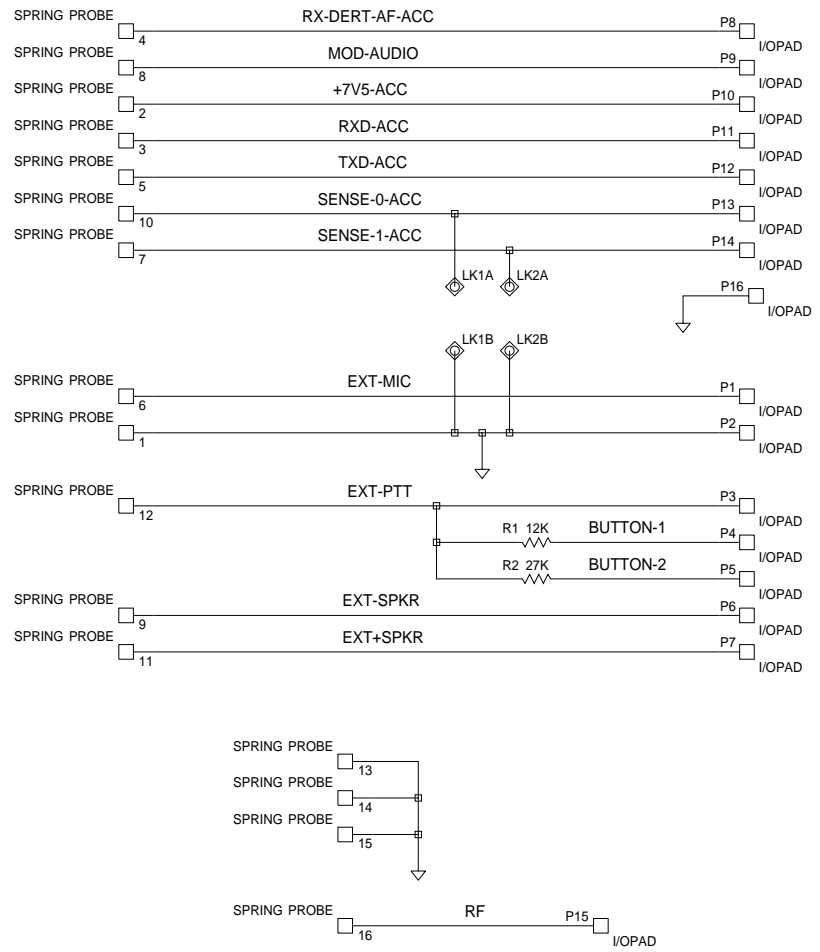 SPRING PROBE 4 RX-DERT-AF-ACC P8 I/OPAD
SPRING PROBE 8 MOD-AUDIO P9 I/OPAD
SPRING PROBE 2 +7V5-ACC P10 I/OPAD
SPRING PROBE 3 RXD-ACC P11 I/OPAD
SPRING PROBE 5 TXD-ACC P12 I/OPAD
SPRING PROBE 10 SENSE-0-ACC P13 I/OPAD
SPRING PROBE 7 SENSE-1-ACC P14 I/OPAD
LK1A LK2A
P16 I/OPAD
LK1B LK2B
SPRING PROBE 6 EXT-MIC P1 I/OPAD
SPRING PROBE 1 P2 I/OPAD
SPRING PROBE 12 EXT-PTT P3 I/OPAD
R1 12K BUTTON-1 P4 I/OPAD
R2 27K BUTTON-2 P5 I/OPAD
SPRING PROBE 9 EXT-SPKR P6 I/OPAD
SPRING PROBE 11 EXT+SPKR P7 I/OPAD
SPRING PROBE 13
SPRING PROBE 14
SPRING PROBE 15
SPRING PROBE 16 RF P15 I/OPAD